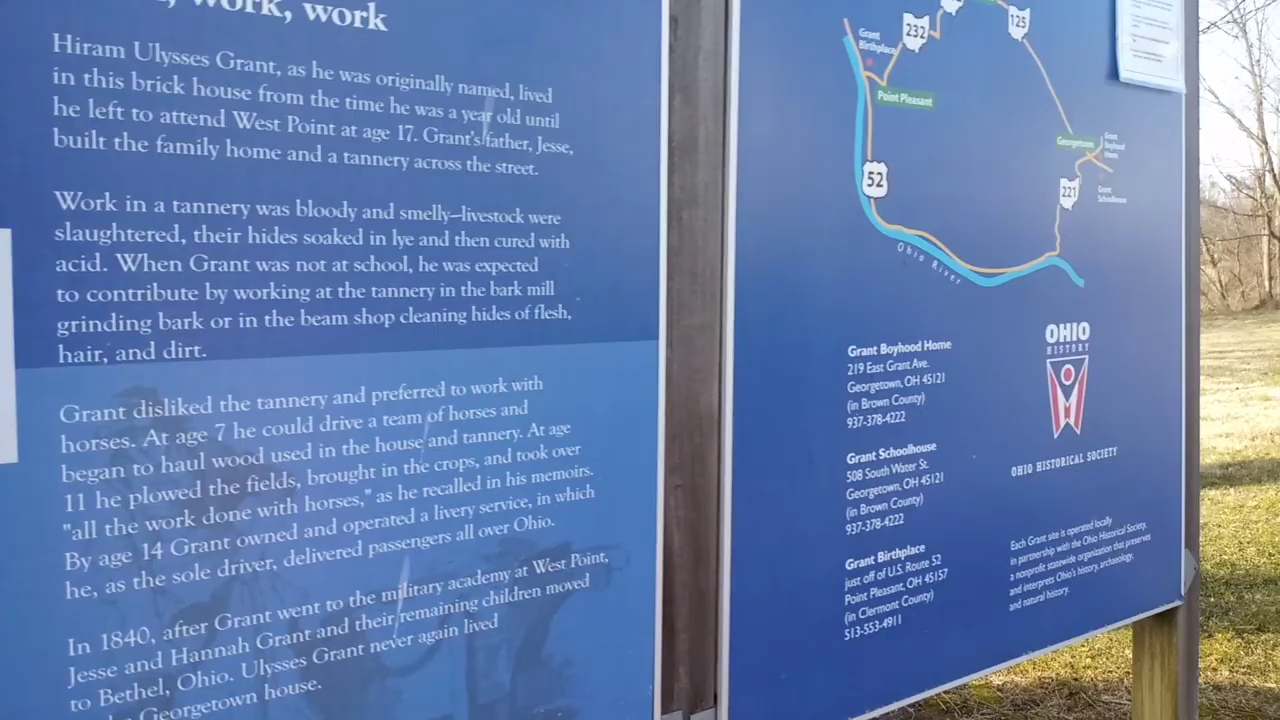 work, work
Hiram Ulysses Grant, as he was originally named, lived
in this brick house from the time he was a year old until
he left to attend West Point at age 17. Grant's father, Jesse,
built the family home and a tannery across the street.
Work in a tannery was bloody and smelly–livestock were
slaughtered, their hides soaked in lye and then cured with
acid. When Grant was not at school, he was expected
to contribute by working at the tannery in the bark mill
grinding bark or in the beam shop cleaning hides of flesh,
hair, and dirt.
Grant disliked the tannery and preferred to work with
horses. At age 7 he could drive a team of horses and
began to haul wood used in the house and tannery. At age
11 he plowed the fields, brought in the crops, and took over
"all the work done with horses," as he recalled in his memoirs.
By age 14 Grant owned and operated a livery service, in which
he, as the sole driver, delivered passengers all over Ohio.
In 1840, after Grant went to the military academy at West Point,
Jesse and Hannah Grant and their remaining children moved
to Bethel, Ohio. Ulysses Grant never again lived
Georgetown house.
125
232
Grant
Birthplace
Point Pleasant
Georgetown
Grant
Boyhood
Home
52
221
Grant
Schoolhouse
Ohio River
Grant Boyhood Home
219 East Grant Ave.
Georgetown, OH 45121
(in Brown County)
937-378-4222
Grant Schoolhouse
508 South Water St.
Georgetown, OH 45121
(in Brown County)
937-378-4222
Grant Birthplace
just off of U.S. Route 52
Point Pleasant, OH 45157
(in Clermont County)
513-553-4911
OHIO
HISTORY
OHIO HISTORICAL SOCIETY
Each Grant site is operated locally
in partnership with the Ohio Historical Society,
a nonprofit statewide organization that preserves
and interprets Ohio's history, archaeology,
and natural history.